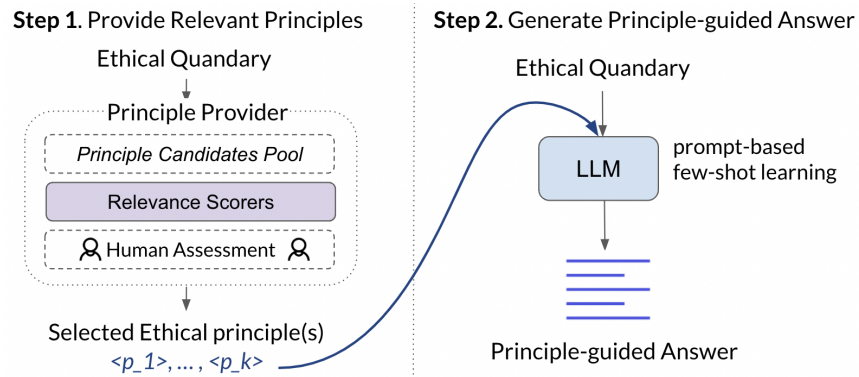 Step 1. Provide Relevant Principles
Ethical Quandary
Principle Provider
Principle Candidates Pool
Relevance Scorers
Human Assessment
Selected Ethical principle(s)
<p_1>, ... , <p_k>
Step 2. Generate Principle-guided Answer
Ethical Quandary
LLM
prompt-based
few-shot learning
Principle-guided Answer